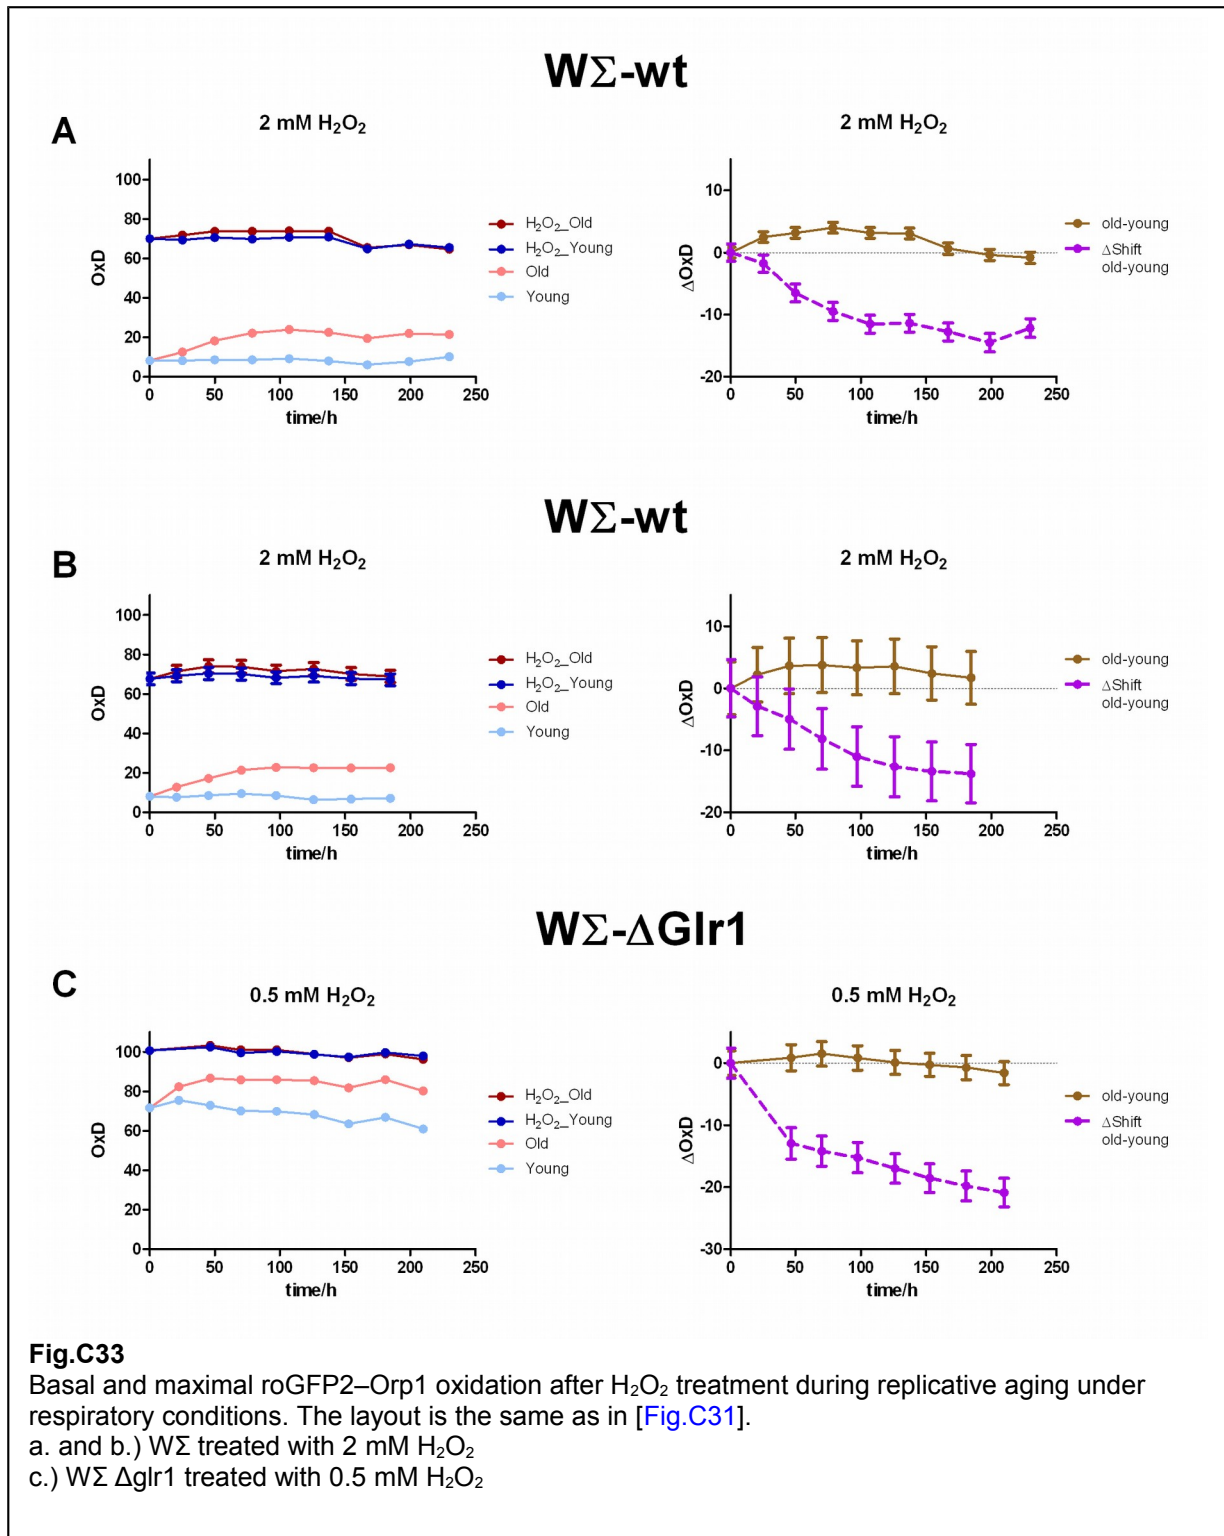 WΣ-wt
A
2 mM H₂O₂
100
80
60
40
20
0
OxD
0 50 100 150 200 250
time/h
H₂O₂_Old
H₂O₂_Young
Old
Young
2 mM H₂O₂
10
0
-10
-20
ΔOxD
0 50 100 150 200 250
time/h
old-young
ΔShift
old-young
WΣ-wt
B
2 mM H₂O₂
100
80
60
40
20
0
OxD
0 50 100 150 200 250
time/h
H₂O₂_Old
H₂O₂_Young
Old
Young
2 mM H₂O₂
10
0
-10
-20
ΔOxD
0 50 100 150 200 250
time/h
old-young
ΔShift
old-young
WΣ-ΔGlr1
C
0.5 mM H₂O₂
100
80
60
40
20
0
OxD
0 50 100 150 200 250
time/h
H₂O₂_Old
H₂O₂_Young
Old
Young
0.5 mM H₂O₂
0
-10
-20
-30
ΔOxD
0 50 100 150 200 250
time/h
old-young
ΔShift
old-young
Fig.C33
Basal and maximal roGFP2–Orp1 oxidation after H₂O₂ treatment during replicative aging under
respiratory conditions. The layout is the same as in [Fig.C31].
a. and b.) WΣ treated with 2 mM H₂O₂
c.) WΣ Δglr1 treated with 0.5 mM H₂O₂